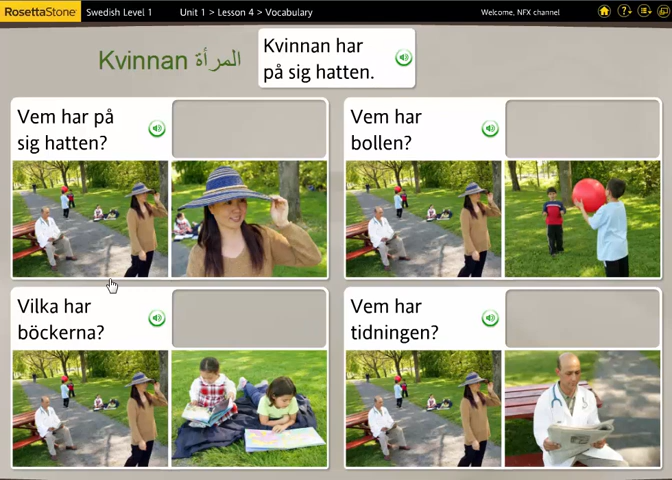 RosettaStone® Swedish Level 1 Unit 1 > Lesson 4 > Vocabulary Welcome, NFX channel
Kvinnan المرأة
Kvinnan har
på sig hatten.
Vem har på
sig hatten?
Vem har
bollen?
Vilka har
böckerna?
Vem har
tidningen?